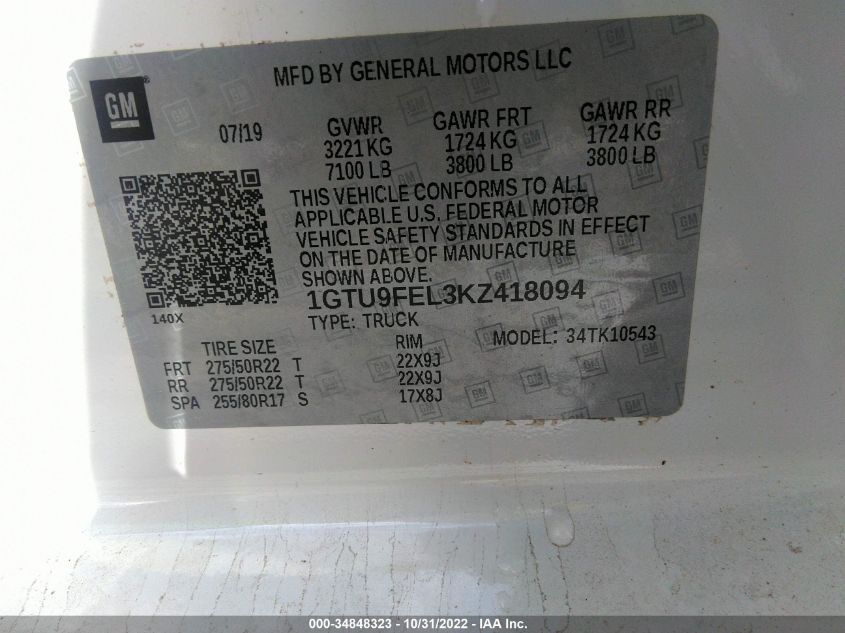 MFD BY GENERAL MOTORS LLC
GM
07/19 GVWR GAWR FRT GAWR RR
3221 KG 1724 KG 1724 KG
7100 LB 3800 LB 3800 LB
THIS VEHICLE CONFORMS TO ALL
APPLICABLE U.S. FEDERAL MOTOR
VEHICLE SAFETY STANDARDS IN EFFECT
ON THE DATE OF MANUFACTURE
SHOWN ABOVE.
140X
1GTU9FEL3KZ418094
TYPE: TRUCK MODEL: 34TK10543
TIRE SIZE RIM
FRT 275/50R22 T 22X9J
RR 275/50R22 T 22X9J
SPA 255/80R17 S 17X8J
000-34848323 - 10/31/2022 - IAA Inc.